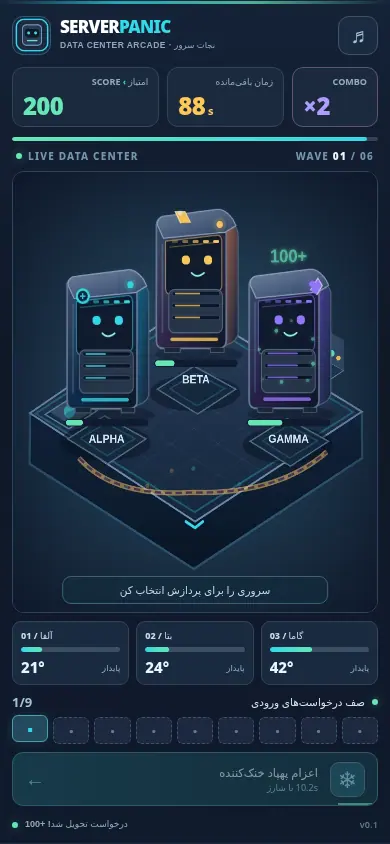 SERVERPANIC
DATA CENTER ARCADE · نجات سرور
امتیاز • SCORE
200
زمان باقی‌مانده
88 s
COMBO
×2
LIVE DATA CENTER
WAVE 01 / 06
100+
BETA
ALPHA
GAMMA
سروری را برای پردازش انتخاب کن
01 / آلفا
21°
پایدار
02 / بتا
24°
پایدار
03 / گاما
42°
پایدار
صف درخواست‌های ورودی
1/9
اعزام پهپاد خنک‌کننده
10.2s تا شارژ
درخواست تحویل شد! +100
v0.1